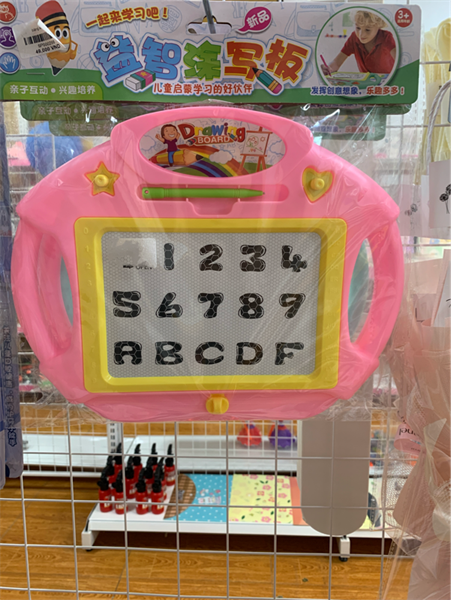 一起来学习吧！
新品
3+
益智涂写板
亲子互动·兴趣培养
儿童启蒙学习的好伙伴
发挥创意想象，乐趣多多！
Drawing
BOARD
1 2 3 4
5 6 7 8 9
A B C D F